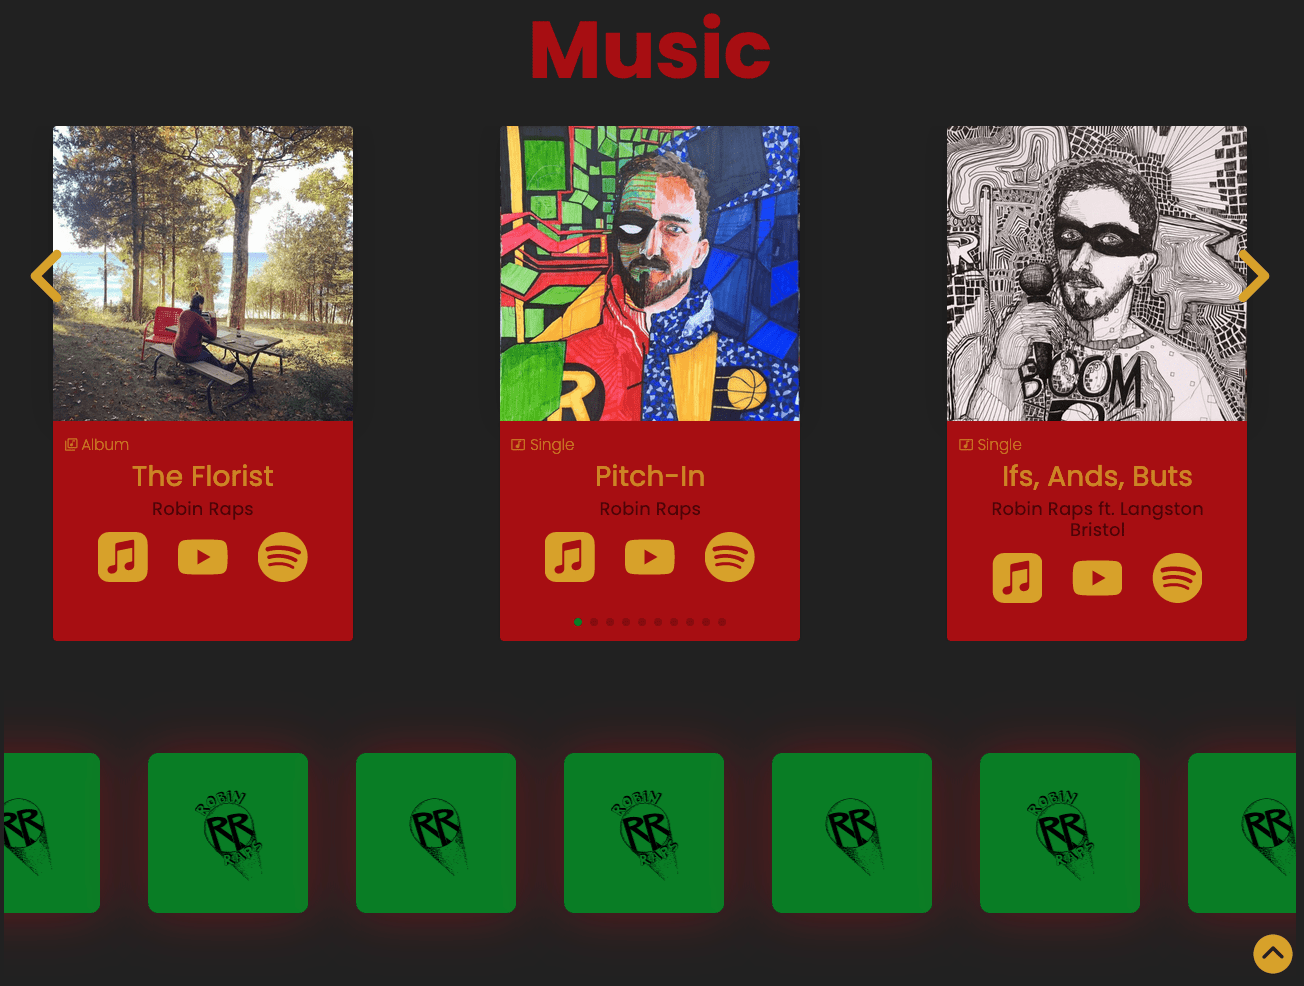 Music
Album
The Florist
Robin Raps
Single
Pitch-In
Robin Raps
R
Single
Ifs, Ands, Buts
Robin Raps ft. Langston
Bristol
R
BOOM
RR
ROBIN
RR
RAPS
RR
ROBIN
RR
RAPS
RR
ROBIN
RR
RAPS
RR